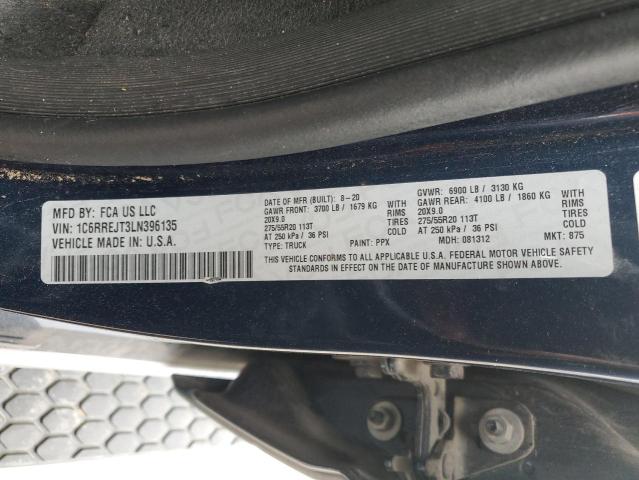 MFD BY: FCA US LLC
VIN: 1C6RREJT3LN396135
VEHICLE MADE IN U.S.A.
DATE OF MFR (BUILT): 8-20
GAWR FRONT: 3700 LB / 1679 KG WITH
20X9.0 RIMS
275/55R20 113T TIRES
AT 250 kPa / 36 PSI COLD
TYPE: TRUCK PAINT: PPX
GVWR: 6900 LB / 3130 KG
GAWR REAR: 4100 LB / 1860 KG WITH
20X9.0 RIMS
275/55R20 113T TIRES
AT 250 kPa / 36 PSI COLD
MDH: 081312 MKT: 875
THIS VEHICLE CONFORMS TO ALL APPLICABLE U.S.A. FEDERAL MOTOR VEHICLE SAFETY
STANDARDS IN EFFECT ON THE DATE OF MANUFACTURE SHOWN ABOVE.